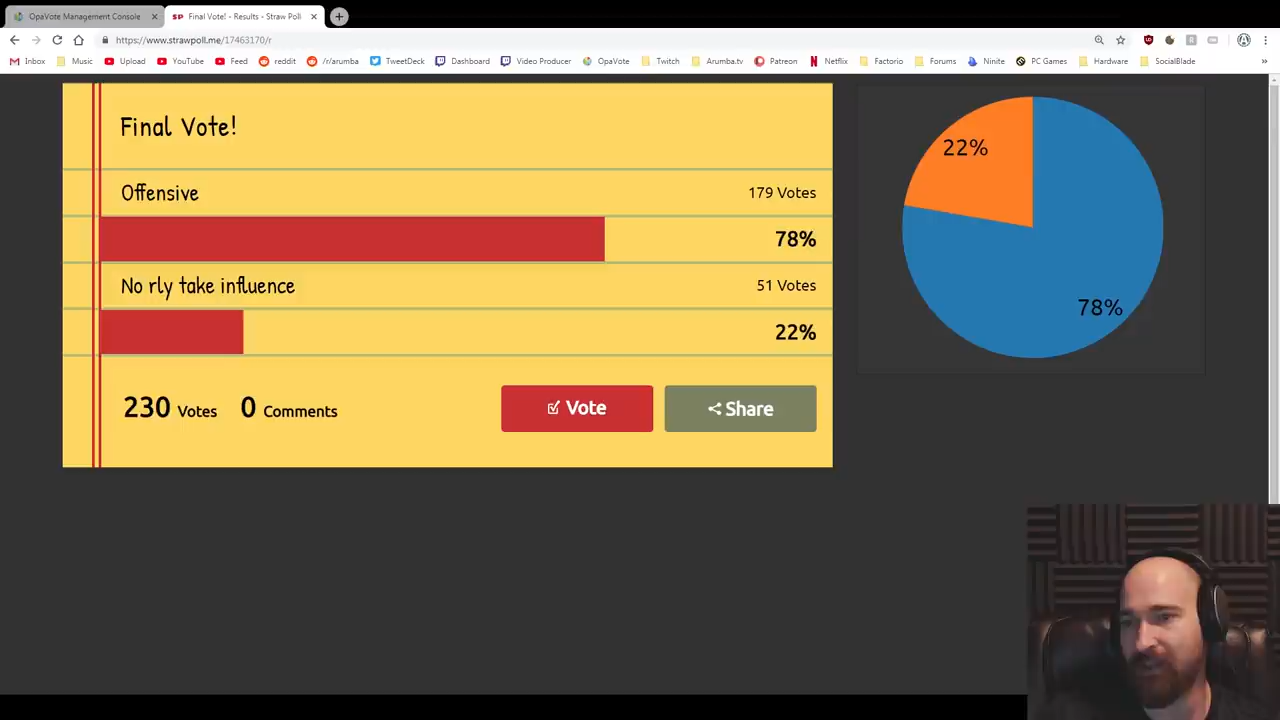 OpaVote Management Console
SP Final Vote! - Results - Straw Poll
https://www.strawpoll.me/17463170/r
Inbox Music Upload YouTube Feed reddit /r/arumba TweetDeck Dashboard Video Producer OpaVote Twitch Arumba.tv Patreon Netflix Factorio Forums Ninite PC Games Hardware SocialBlade
Final Vote!
Offensive 179 Votes
78%
No rly take influence 51 Votes
22%
230 Votes 0 Comments Vote Share
22%
78%